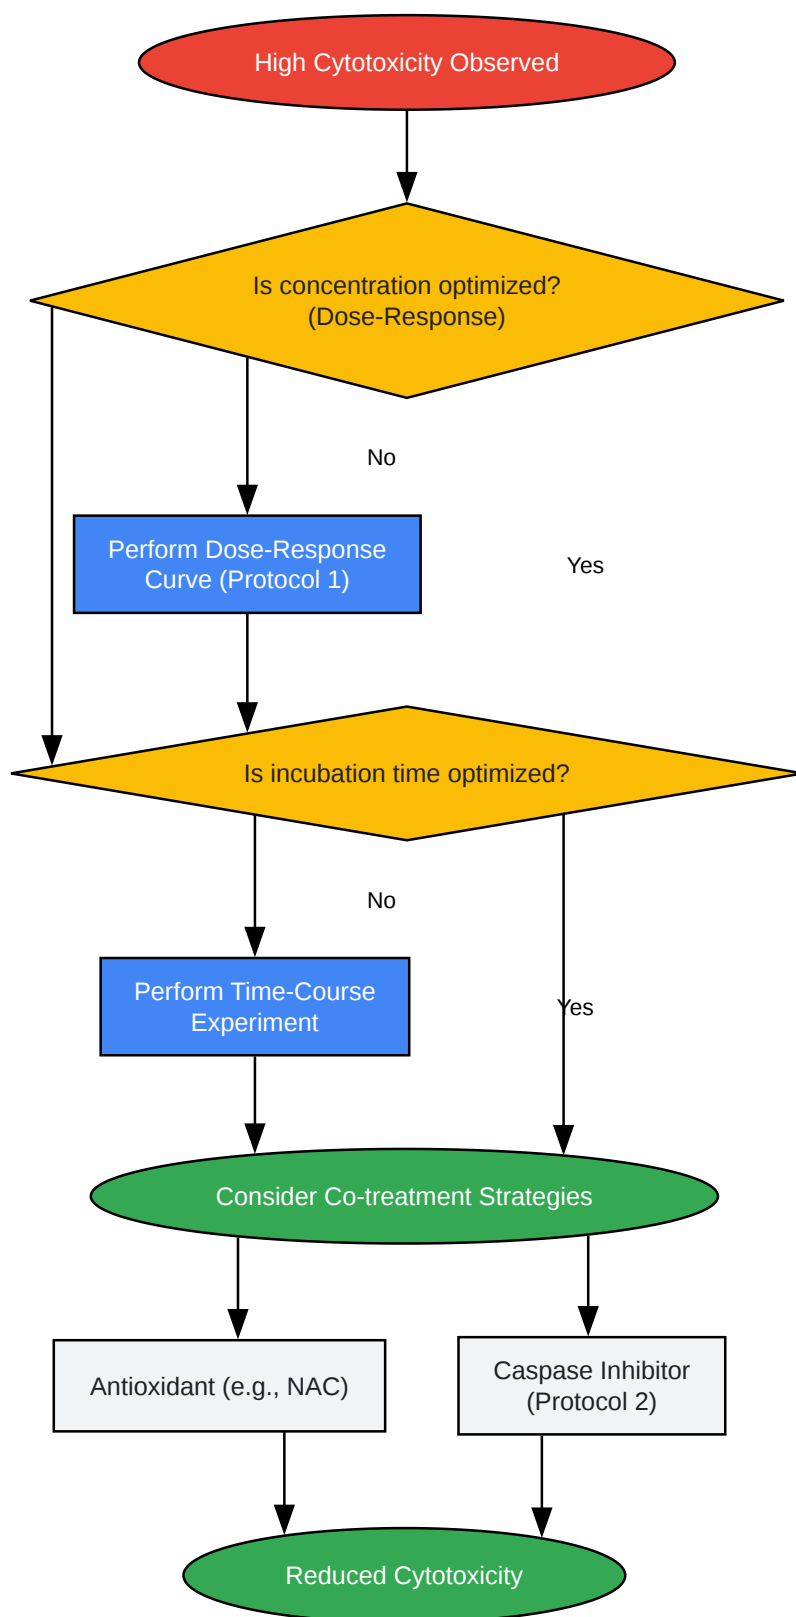 High Cytotoxicity Observed
Is concentration optimized?
(Dose-Response)
No
Perform Dose-Response
Curve (Protocol 1)
Yes
Is incubation time optimized?
No
Perform Time-Course
Experiment
Yes
Consider Co-treatment Strategies
Antioxidant (e.g., NAC)
Caspase Inhibitor
(Protocol 2)
Reduced Cytotoxicity